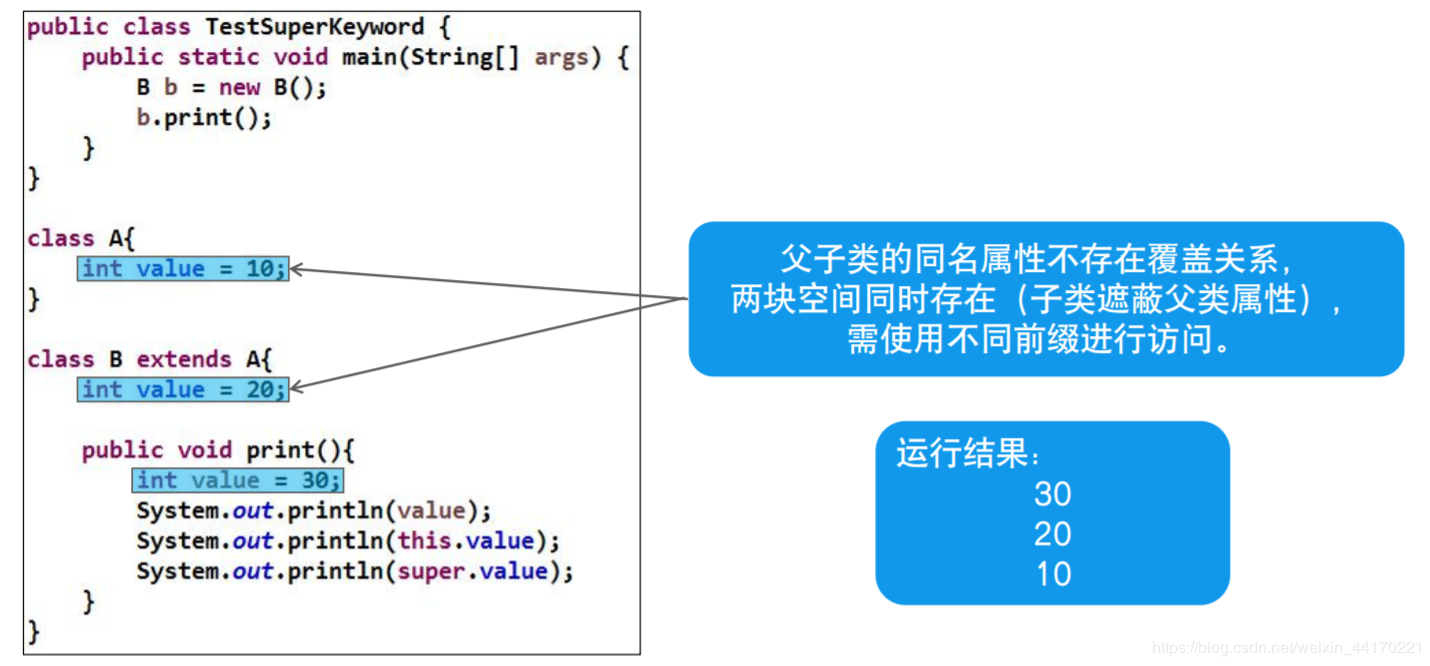 public class TestSuperKeyword {
    public static void main(String[] args) {
        B b = new B();
        b.print();
    }
}
class A{
    int value = 10;
}
class B extends A{
    int value = 20;
    public void print(){
        int value = 30;
        System.out.println(value);
        System.out.println(this.value);
        System.out.println(super.value);
    }
}
父子类的同名属性不存在覆盖关系，
两块空间同时存在（子类遮蔽父类属性），
需使用不同前缀进行访问。
运行结果：
30
20
10
https://blog.csdn.net/weixin_44170221